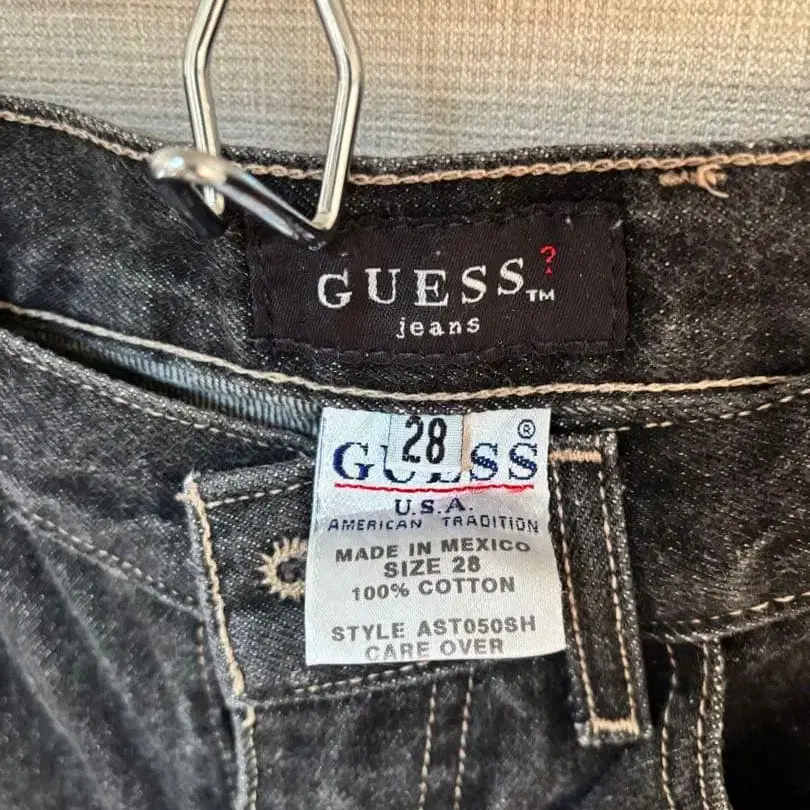 GUESS?™
jeans
28
GUESS®
U.S.A.
AMERICAN TRADITION
MADE IN MEXICO
SIZE 28
100% COTTON
STYLE AST050SH
CARE OVER